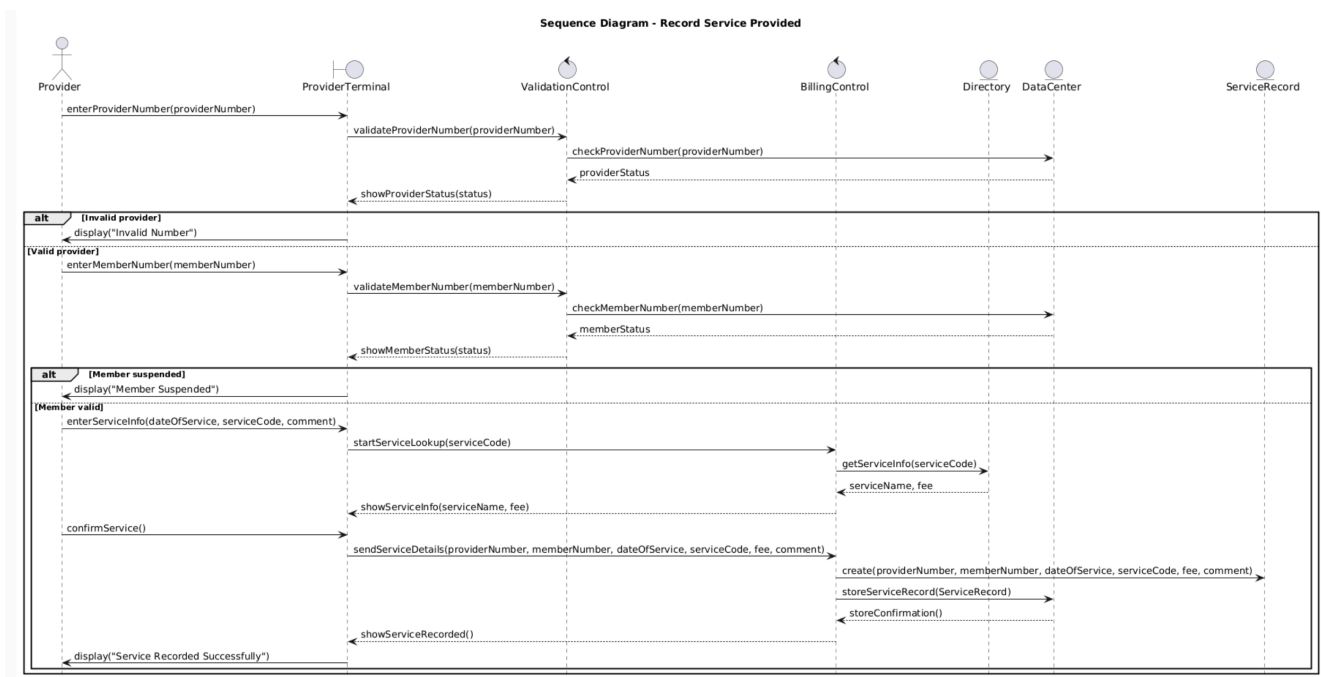 Sequence Diagram - Record Service Provided
Provider
ProviderTerminal
ValidationControl
BillingControl
Directory
DataCenter
ServiceRecord
enterProviderNumber(providerNumber)
validateProviderNumber(providerNumber)
checkProviderNumber(providerNumber)
providerStatus
showProviderStatus(status)
alt [Invalid provider]
display("Invalid Number")
[Valid provider]
enterMemberNumber(memberNumber)
validateMemberNumber(memberNumber)
checkMemberNumber(memberNumber)
memberStatus
showMemberStatus(status)
alt [Member suspended]
display("Member Suspended")
[Member valid]
enterServiceInfo(dateOfService, serviceCode, comment)
startServiceLookup(serviceCode)
getServiceInfo(serviceCode)
serviceName, fee
showServiceInfo(serviceName, fee)
confirmService()
sendServiceDetails(providerNumber, memberNumber, dateOfService, serviceCode, fee, comment)
create(providerNumber, memberNumber, dateOfService, serviceCode, fee, comment)
storeServiceRecord(ServiceRecord)
storeConfirmation()
showServiceRecorded()
display("Service Recorded Successfully")